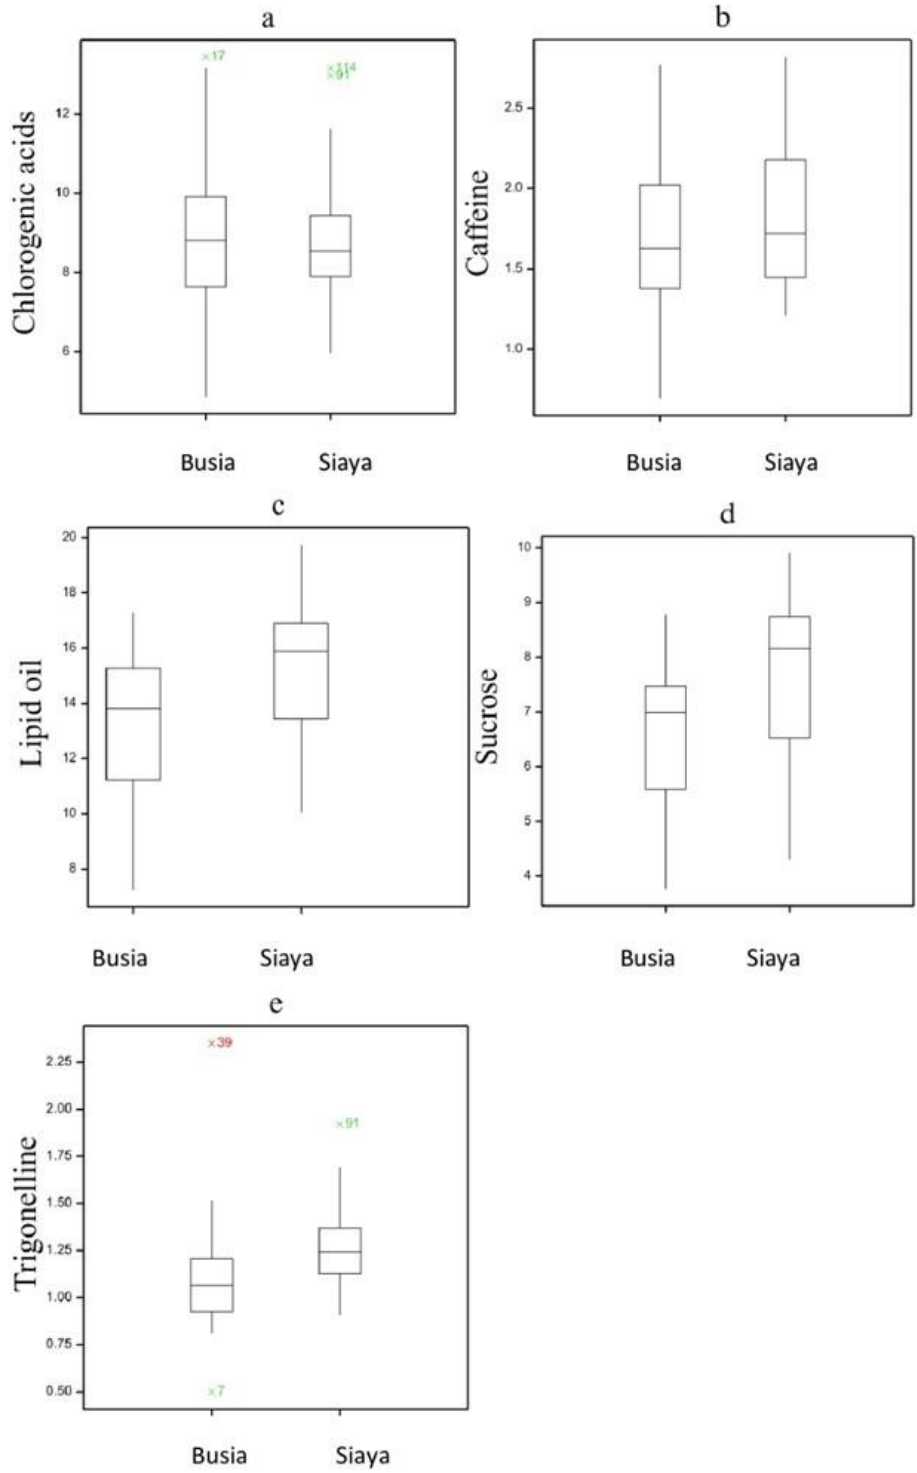 a
Chlorogenic acids
×17
×114
×91
12
10
8
6
Busia Siaya
b
Caffeine
2.5
2.0
1.5
1.0
Busia Siaya
c
Lipid oil
20
18
16
14
12
10
8
Busia Siaya
d
Sucrose
10
9
8
7
6
5
4
Busia Siaya
e
Trigonelline
×39
×91
×7
2.25
2.00
1.75
1.50
1.25
1.00
0.75
0.50
Busia Siaya